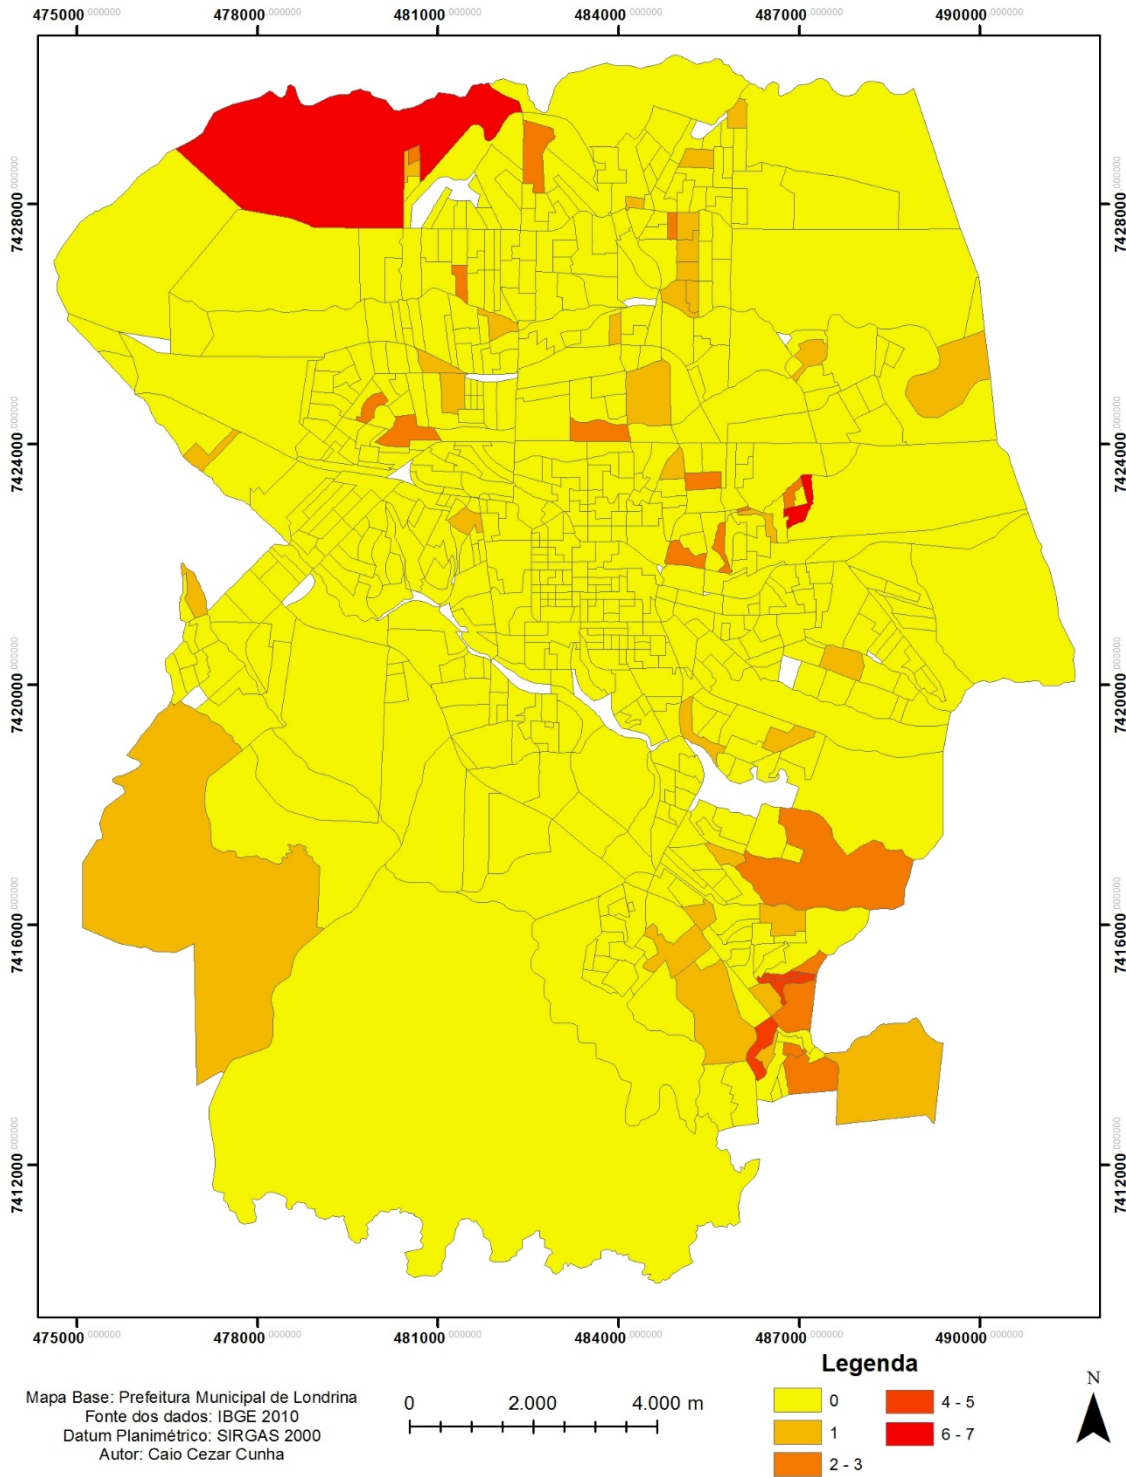 475000.000000 478000.000000 481000.000000 484000.000000 487000.000000 490000.000000
7428000.000000 7428000.000000
7424000.000000 7424000.000000
7420000.000000 7420000.000000
7416000.000000 7416000.000000
7412000.000000 7412000.000000
475000.000000 478000.000000 481000.000000 484000.000000 487000.000000 490000.000000
Mapa Base: Prefeitura Municipal de Londrina
Fonte dos dados: IBGE 2010
Datum Planimétrico: SIRGAS 2000
Autor: Caio Cezar Cunha
0 2.000 4.000 m
Legenda
0
1
2 - 3
4 - 5
6 - 7
N